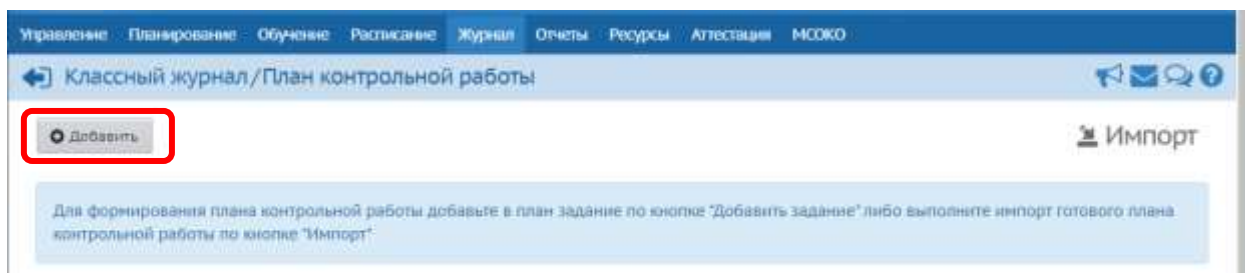 Управление Планирование Обучение Расписание Журнал Отчеты Ресурсы Аттестация МСОКО
Классный журнал/План контрольной работы
Добавить
Импорт
Для формирования плана контрольной работы добавьте в план задание по кнопке "Добавить задание" либо выполните импорт готового плана
контрольной работы по кнопке "Импорт"